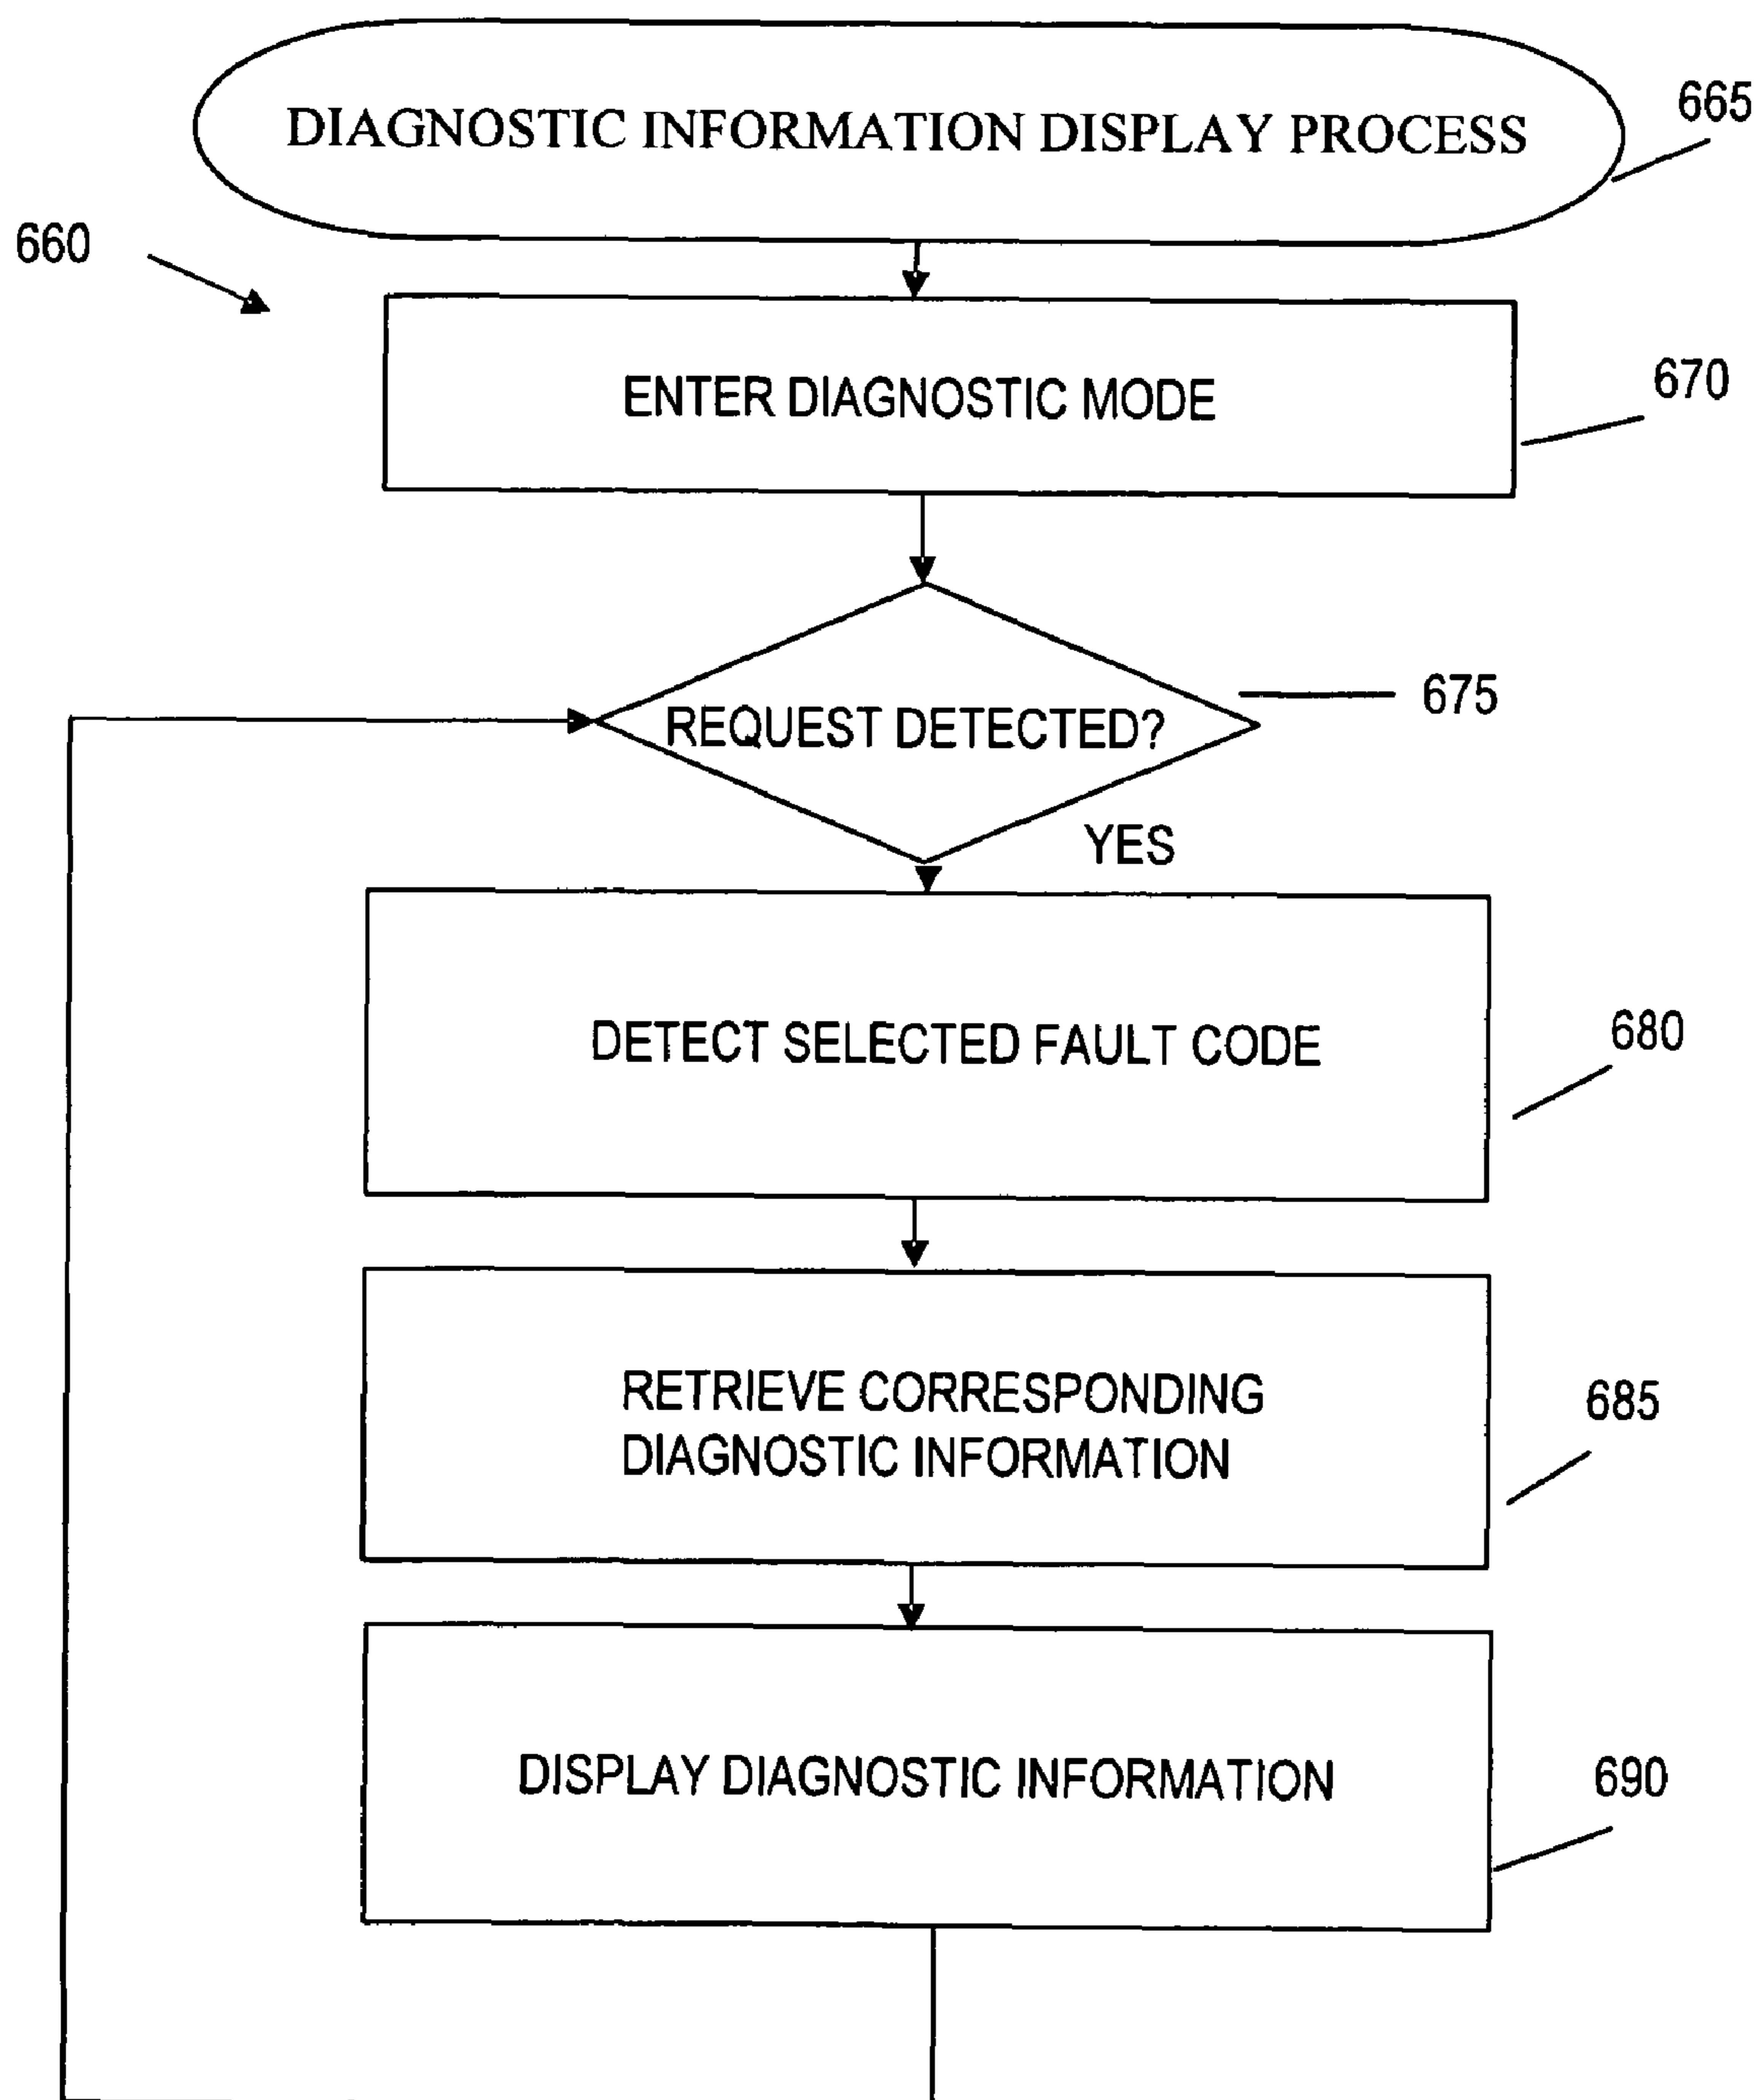 DIAGNOSTIC INFORMATION DISPLAY PROCESS
665
660
ENTER DIAGNOSTIC MODE
670
REQUEST DETECTED?
675
YES
DETECT SELECTED FAULT CODE
680
RETRIEVE CORRESPONDING
DIAGNOSTIC INFORMATION
685
DISPLAY DIAGNOSTIC INFORMATION
690